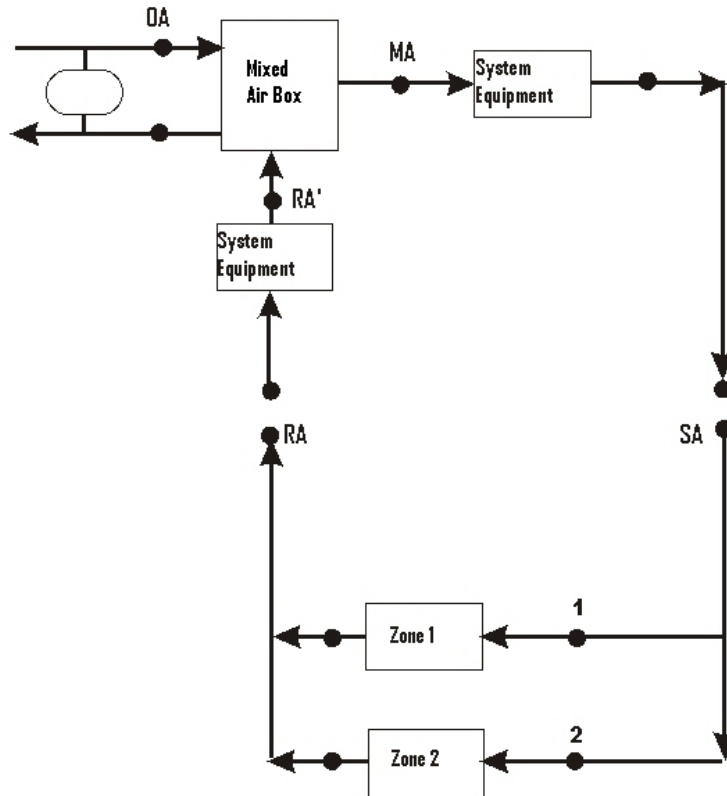 OA
Mixed
Air Box
MA
System
Equipment
RA'
System
Equipment
RA
SA
1
Zone 1
2
Zone 2